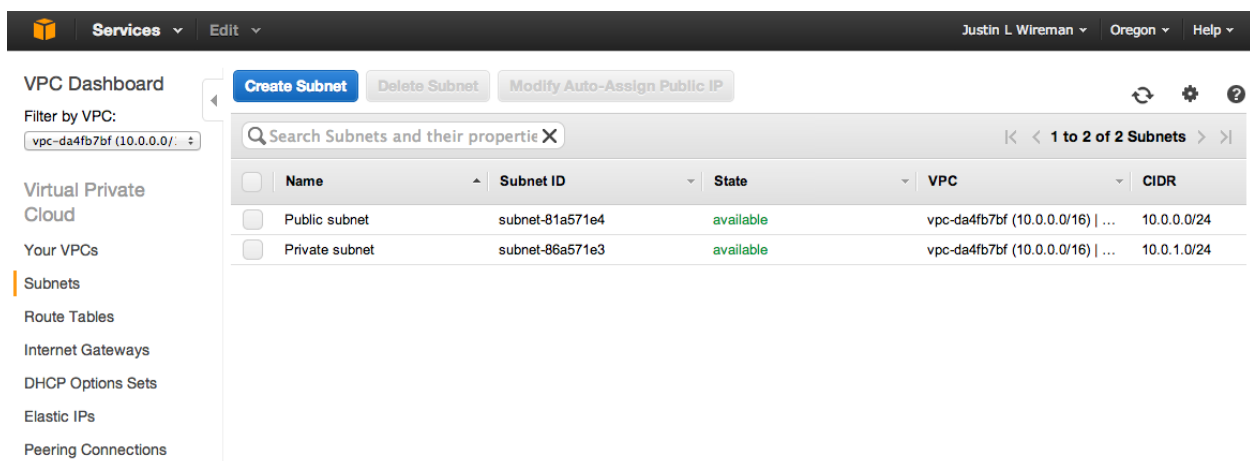 Services Edit Justin L Wireman Oregon Help
VPC Dashboard
Filter by VPC:
vpc-da4fb7bf (10.0.0.0/
Virtual Private
Cloud
Your VPCs
Subnets
Route Tables
Internet Gateways
DHCP Options Sets
Elastic IPs
Peering Connections
Create Subnet Delete Subnet Modify Auto-Assign Public IP
Search Subnets and their propertie
1 to 2 of 2 Subnets
Name Subnet ID State VPC CIDR
Public subnet subnet-81a571e4 available vpc-da4fb7bf (10.0.0.0/16) | ... 10.0.0.0/24
Private subnet subnet-86a571e3 available vpc-da4fb7bf (10.0.0.0/16) | ... 10.0.1.0/24